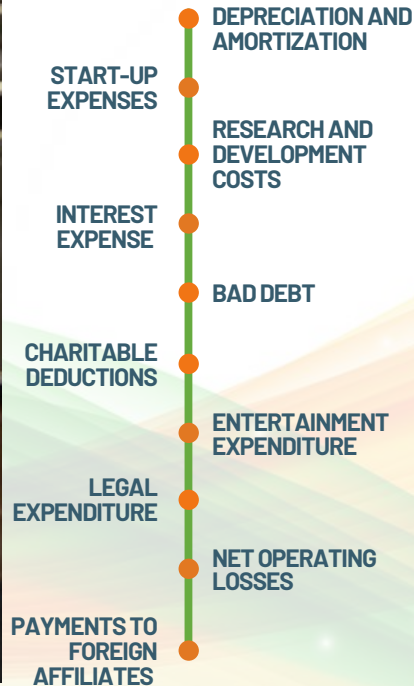 DEPRECIATION AND
AMORTIZATION
START-UP
EXPENSES
RESEARCH AND
DEVELOPMENT
COSTS
INTEREST
EXPENSE
BAD DEBT
CHARITABLE
DEDUCTIONS
ENTERTAINMENT
EXPENDITURE
LEGAL
EXPENDITURE
NET OPERATING
LOSSES
PAYMENTS TO
FOREIGN
AFFILIATES